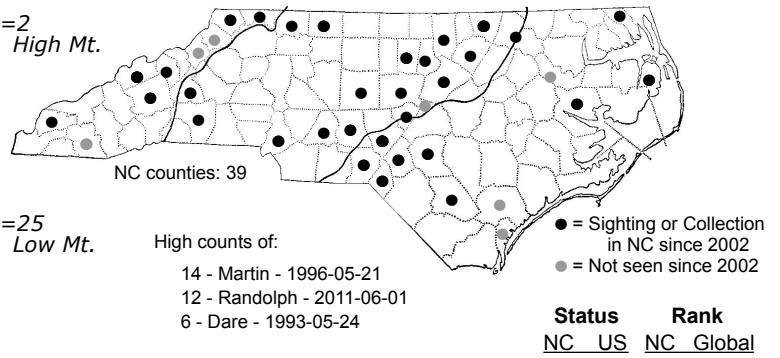 =2
High Mt.
NC counties: 39
=25
Low Mt.
High counts of:
14 - Martin - 1996-05-21
12 - Randolph - 2011-06-01
6 - Dare - 1993-05-24
= Sighting or Collection
in NC since 2002
= Not seen since 2002
Status Rank
NC US NC Global